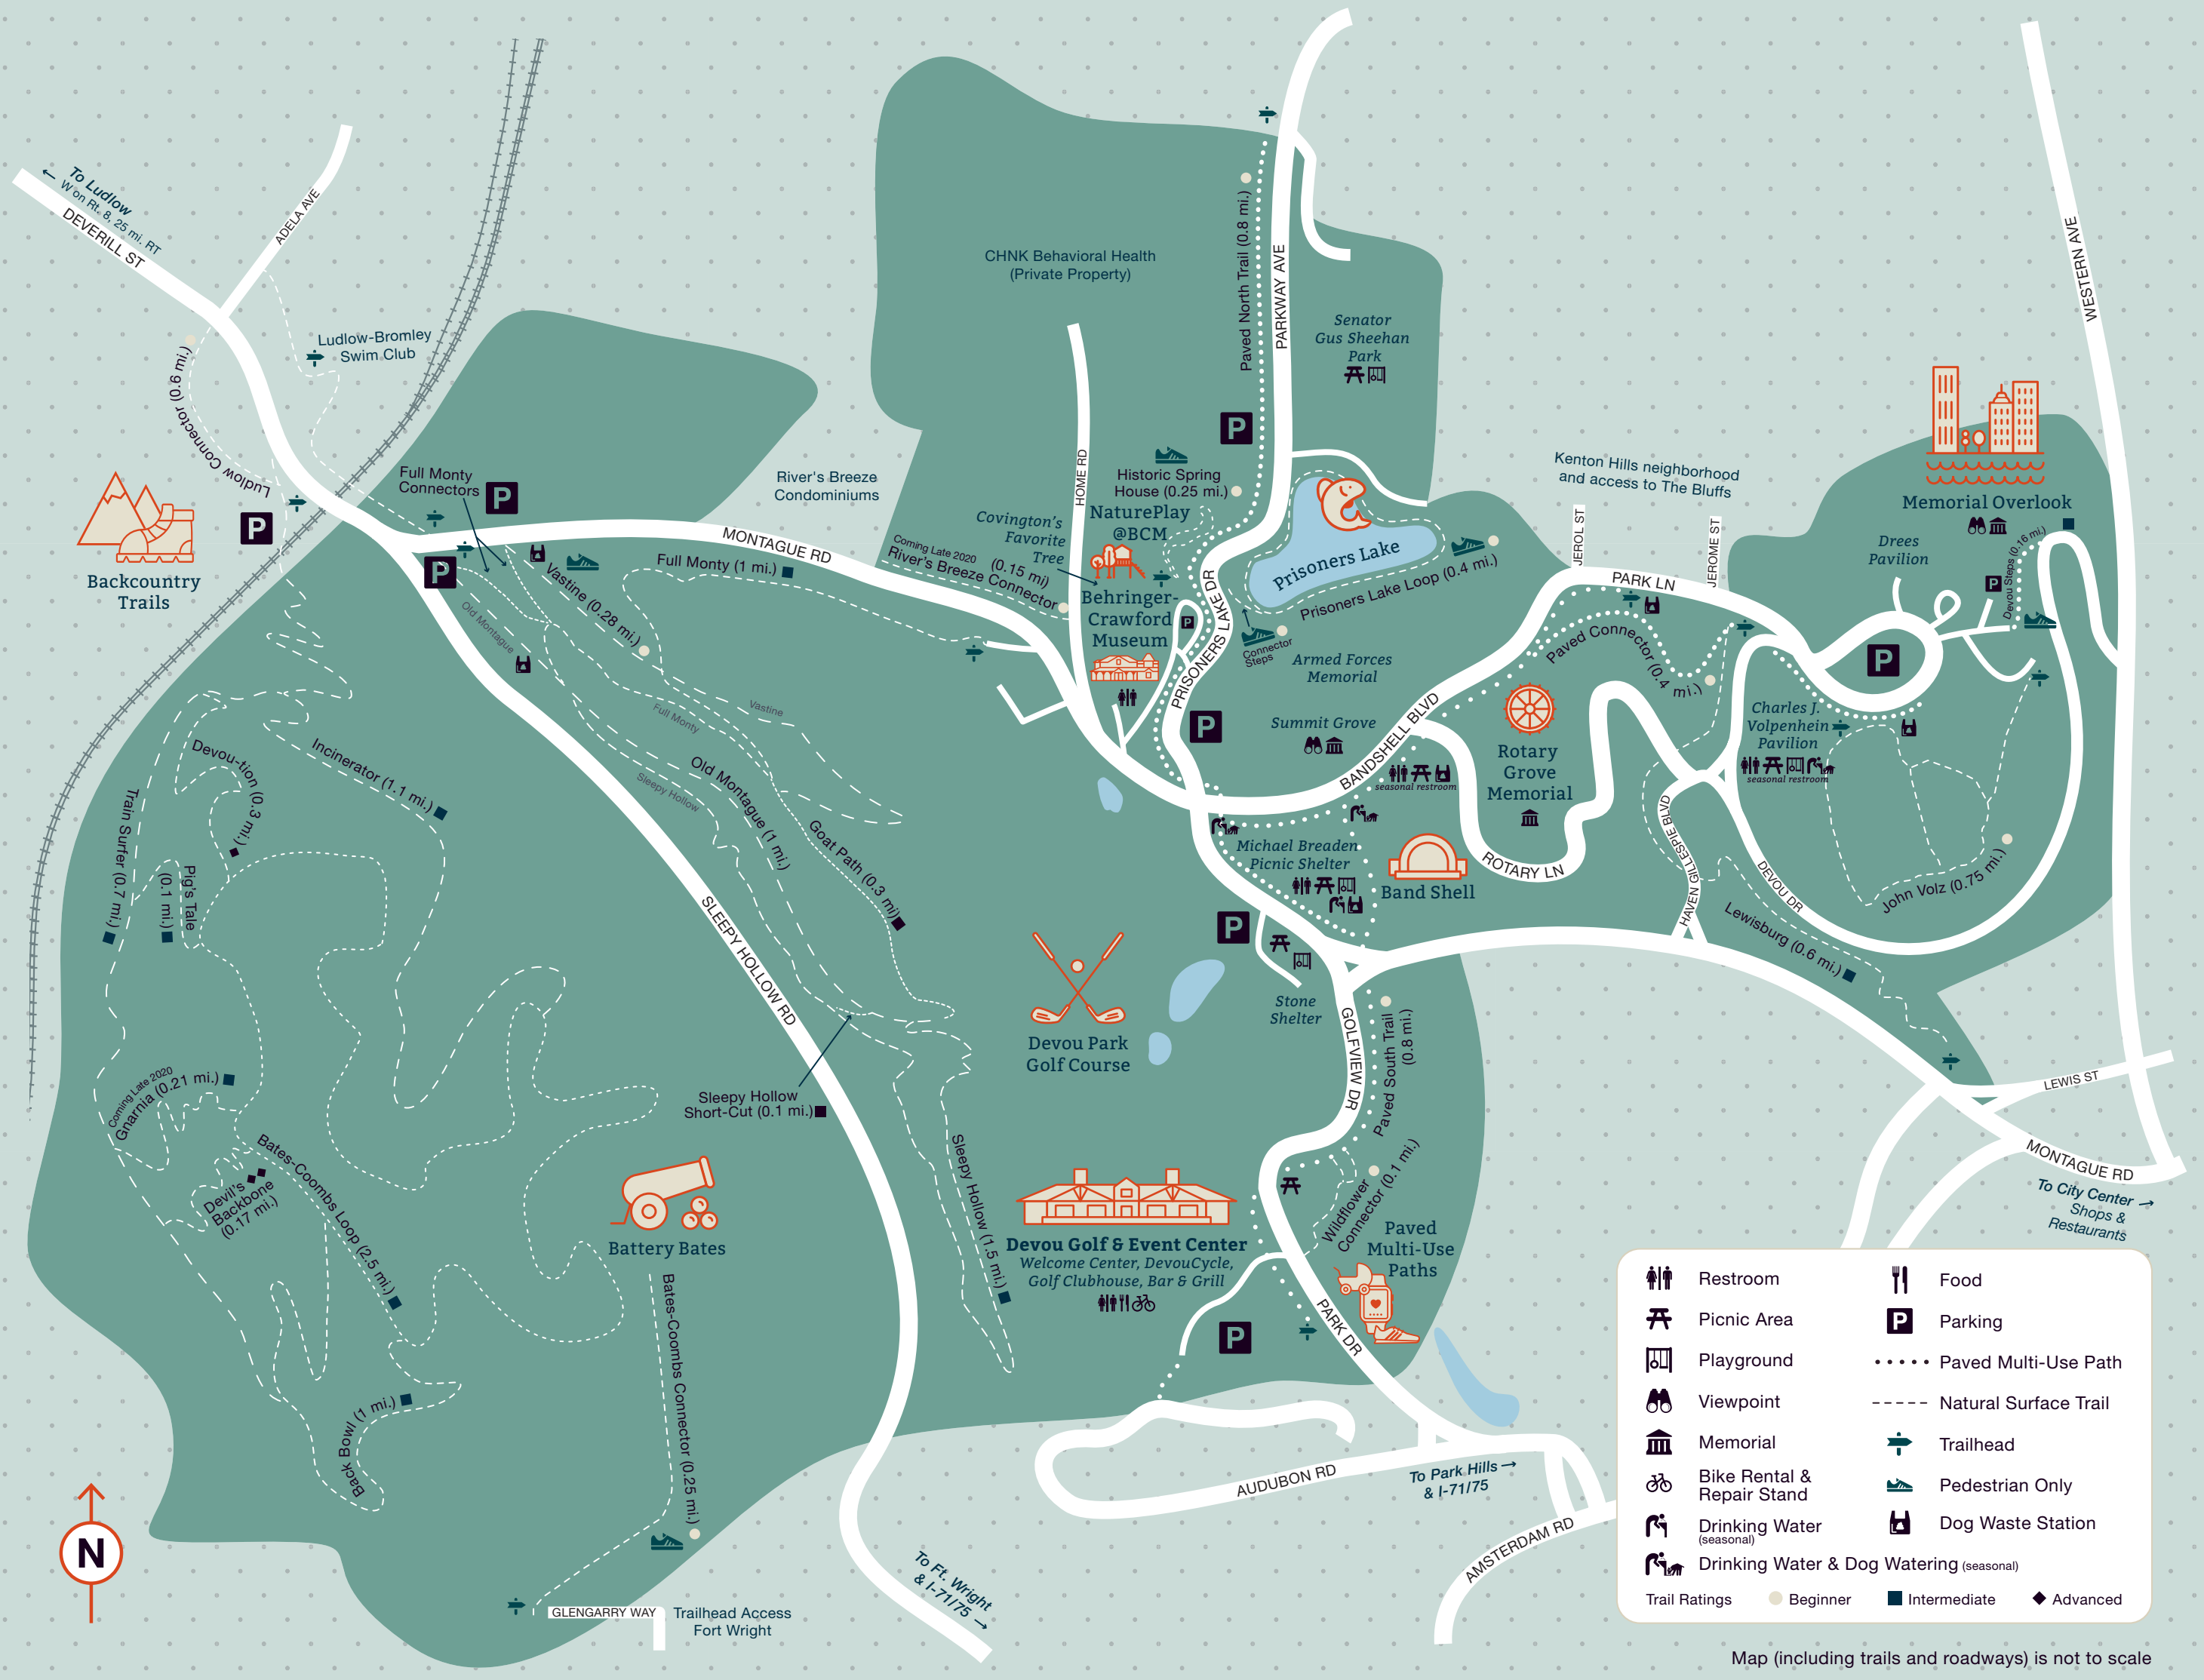 ← To Ludlow
W on Rt. 8, 25 mi. RT
DEVERILL ST
ADELA AVE
Ludlow-Bromley
Swim Club
Ludlow Connector (0.6 mi.)
P
Backcountry
Trails
Full Monty
Connectors
P
P
River's Breeze
Condominiums
MONTAGUE RD
Full Monty (1 mi.)
Vastine (0.28 mi.)
Old Montague
Full Monty
Vastine
Sleepy Hollow
Old Montague (1 mi.)
Goat Path (0.3 mi)
SLEEPY HOLLOW RD
Sleepy Hollow
Short-Cut (0.1 mi.)
Sleepy Hollow (1.5 mi.)
Devou-tion (0.3 mi.)
Incinerator (1.1 mi.)
Train Surfer (0.7 mi.)
Pig's Tale
(0.1 mi.)
Coming Late 2020
Gnarnia (0.21 mi.)
Devil's
Backbone
(0.17 mi.)
Bates-Coombs Loop (2.5 mi.)
Back Bowl (1 mi.)
Battery Bates
Bates-Coombs Connector (0.25 mi.)
GLENGARRY WAY
Trailhead Access
Fort Wright
N
To Ft. Wright
& I-71/75 →
CHNK Behavioral Health
(Private Property)
HOME RD
Paved North Trail (0.8 mi.)
PARKWAY AVE
Senator
Gus Sheehan
Park
P
Historic Spring
House (0.25 mi.)
NaturePlay
@BCM
Covington's
Favorite
Tree
Coming Late 2020
River's Breeze Connector
(0.15 mi)
Behringer-
Crawford
Museum
P
PRISONERS LAKE DR
Prisoners Lake
Prisoners Lake Loop (0.4 mi.)
Connector
Steps
Armed Forces
Memorial
P
Summit Grove
BANDSHELL BLVD
seasonal restroom
Michael Breaden
Picnic Shelter
Band Shell
P
Stone
Shelter
Devou Park
Golf Course
GOLFVIEW DR
Paved South Trail
(0.8 mi.)
Wildflower
Connector (0.1 mi.)
Paved
Multi-Use
Paths
Devou Golf & Event Center
Welcome Center, DevouCycle,
Golf Clubhouse, Bar & Grill
P
PARK DR
AUDUBON RD
To Park Hills →
& I-71/75
AMSTERDAM RD
Kenton Hills neighborhood
and access to The Bluffs
JEROL ST
JEROME ST
PARK LN
Paved Connector (0.4 mi.)
Rotary
Grove
Memorial
ROTARY LN
Charles J.
Volpenhein
Pavilion
seasonal restroom
HAVEN GILLESPIE BLVD
DEVOU DR
Lewisburg (0.6 mi.)
John Volz (0.75 mi.)
P
Drees
Pavilion
P
Devou Steps (0.16 mi.)
Memorial Overlook
WESTERN AVE
LEWIS ST
MONTAGUE RD
To City Center →
Shops &
Restaurants
Restroom
Picnic Area
Playground
Viewpoint
Memorial
Bike Rental &
Repair Stand
Drinking Water
(seasonal)
Drinking Water & Dog Watering (seasonal)
Food
P Parking
Paved Multi-Use Path
Natural Surface Trail
Trailhead
Pedestrian Only
Dog Waste Station
Trail Ratings Beginner Intermediate Advanced
Map (including trails and roadways) is not to scale